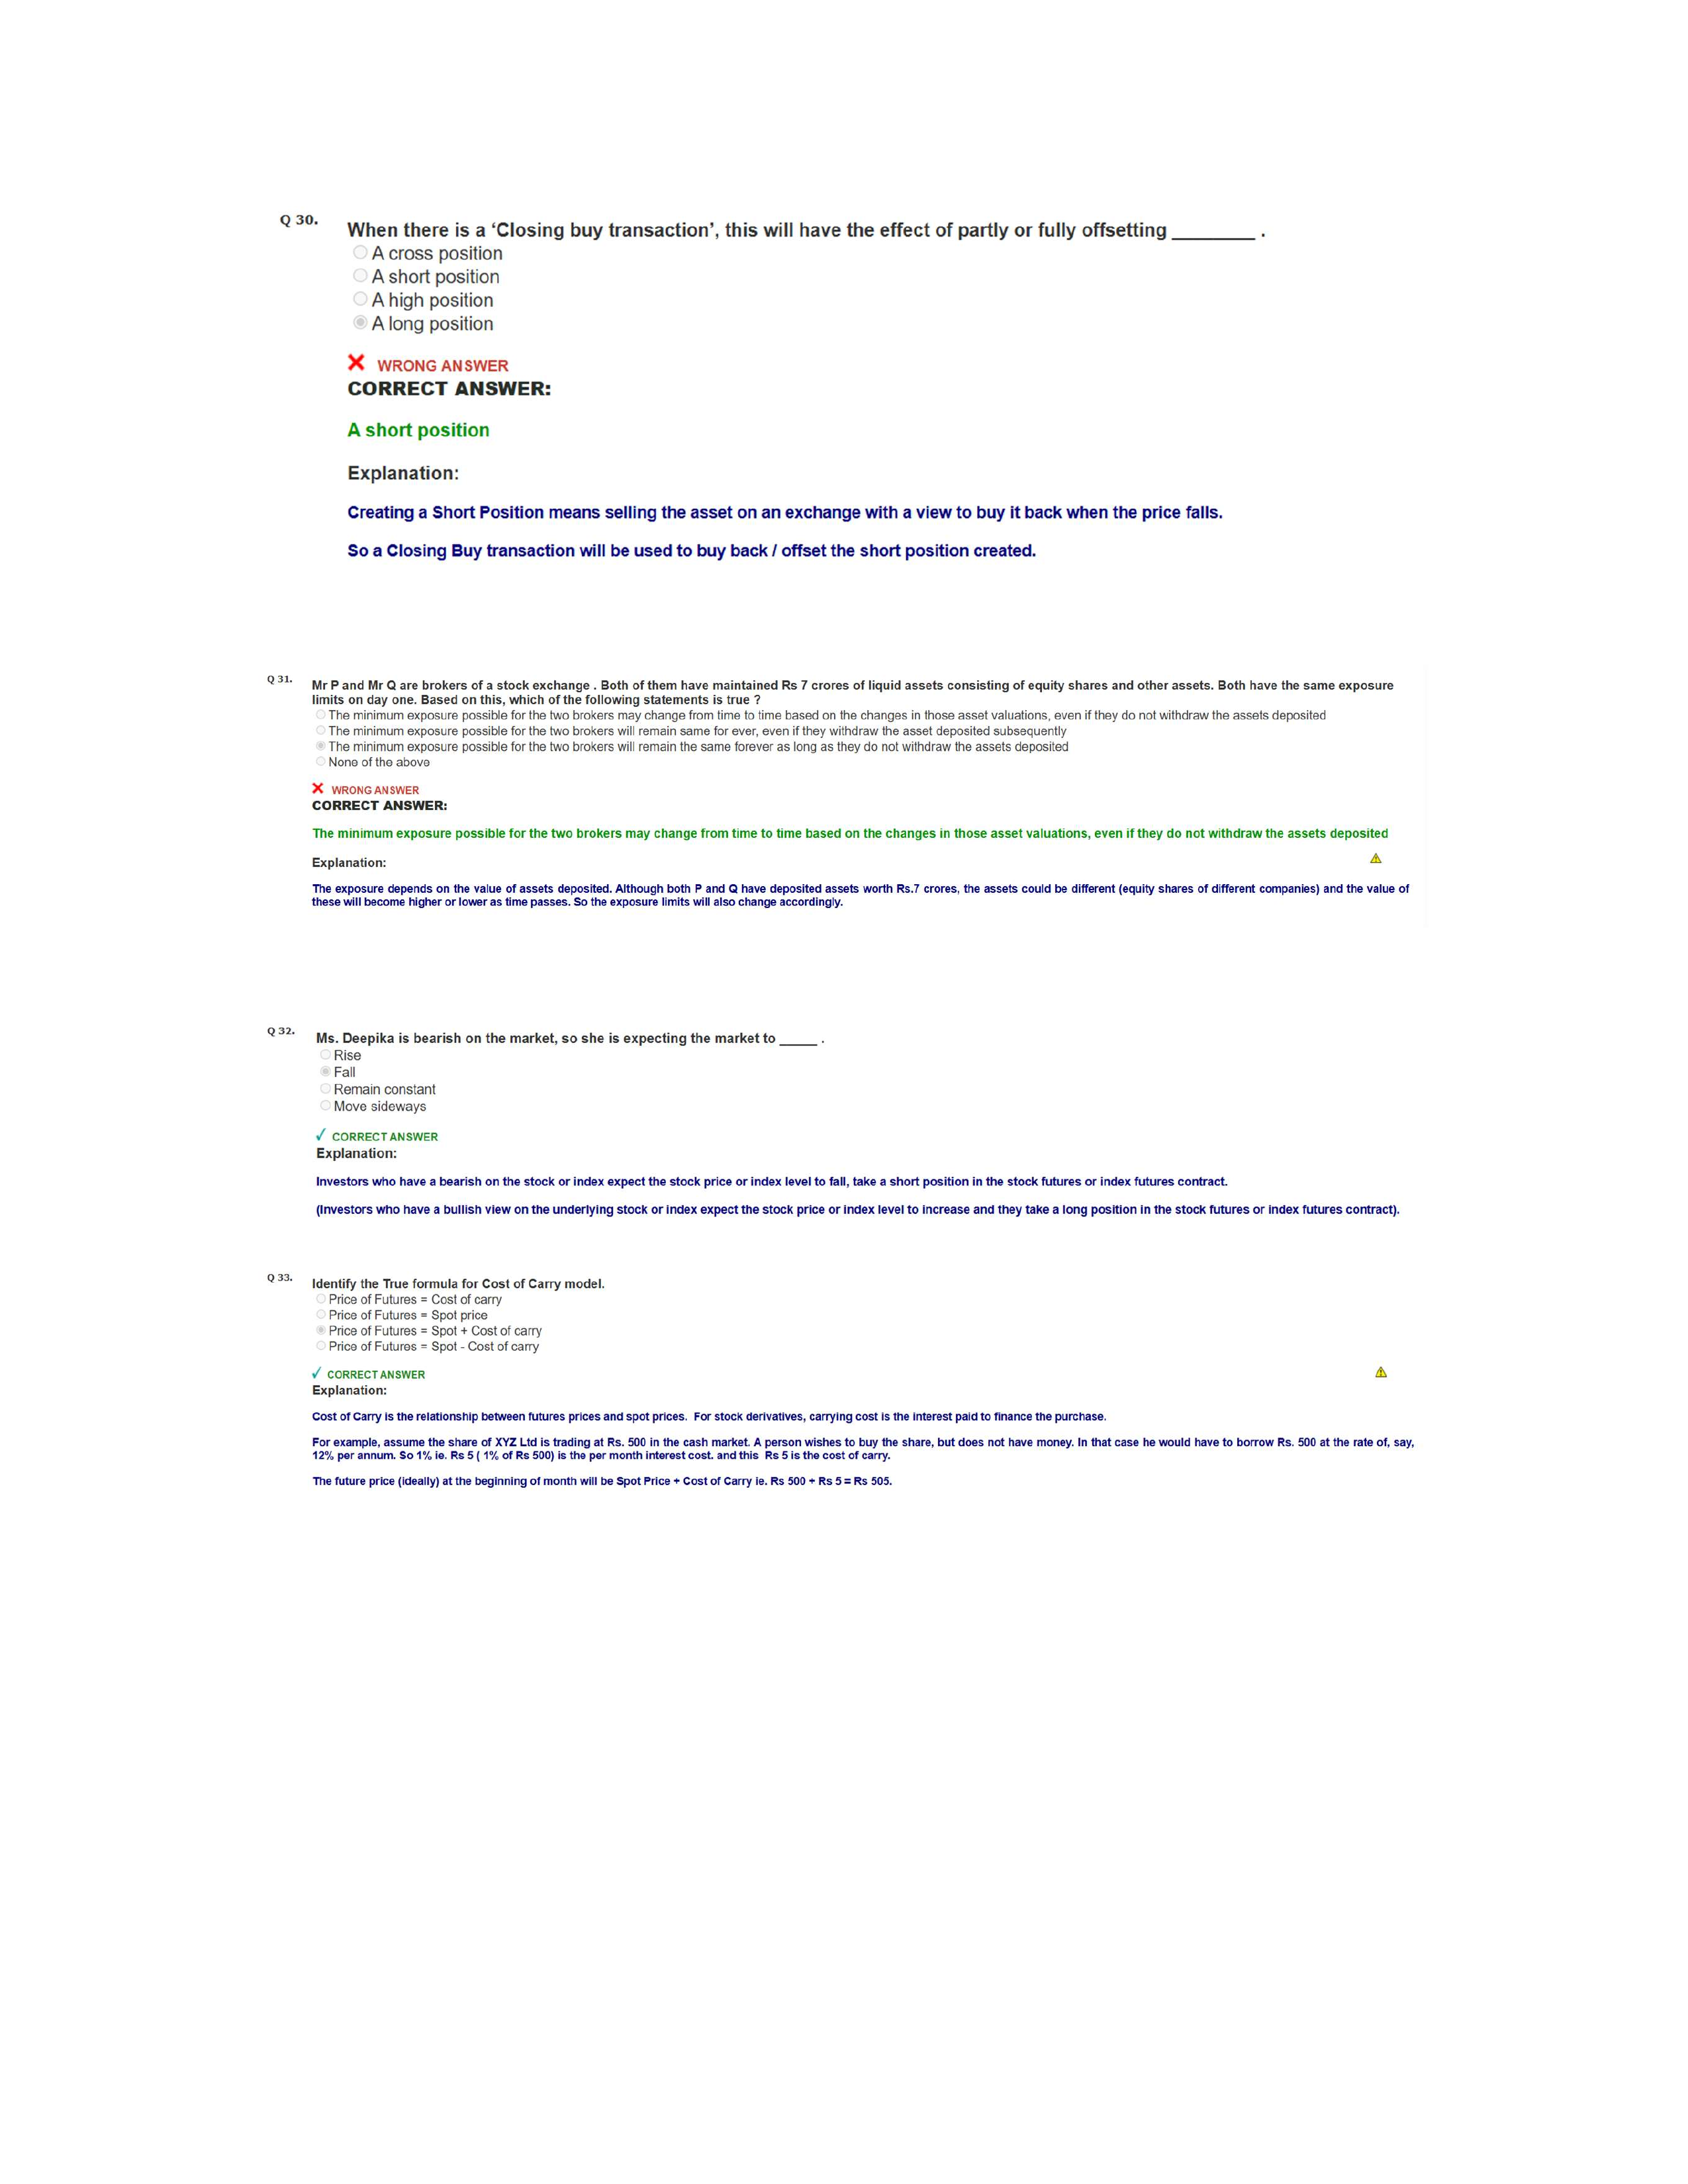 Q 30.
When there is a ‘Closing buy transaction’, this will have the effect of partly or fully offsetting ________ .
A cross position
A short position
A high position
A long position
WRONG ANSWER
CORRECT ANSWER:
A short position
Explanation:
Creating a Short Position means selling the asset on an exchange with a view to buy it back when the price falls.
So a Closing Buy transaction will be used to buy back / offset the short position created.
Q 31.
Mr P and Mr Q are brokers of a stock exchange . Both of them have maintained Rs 7 crores of liquid assets consisting of equity shares and other assets. Both have the same exposure
limits on day one. Based on this, which of the following statements is true ?
The minimum exposure possible for the two brokers may change from time to time based on the changes in those asset valuations, even if they do not withdraw the assets deposited
The minimum exposure possible for the two brokers will remain same for ever, even if they withdraw the asset deposited subsequently
The minimum exposure possible for the two brokers will remain the same forever as long as they do not withdraw the assets deposited
None of the above
WRONG ANSWER
CORRECT ANSWER:
The minimum exposure possible for the two brokers may change from time to time based on the changes in those asset valuations, even if they do not withdraw the assets deposited
Explanation:
The exposure depends on the value of assets deposited. Although both P and Q have deposited assets worth Rs.7 crores, the assets could be different (equity shares of different companies) and the value of
these will become higher or lower as time passes. So the exposure limits will also change accordingly.
Q 32.
Ms. Deepika is bearish on the market, so she is expecting the market to _____ .
Rise
Fall
Remain constant
Move sideways
CORRECT ANSWER
Explanation:
Investors who have a bearish on the stock or index expect the stock price or index level to fall, take a short position in the stock futures or index futures contract.
(Investors who have a bullish view on the underlying stock or index expect the stock price or index level to increase and they take a long position in the stock futures or index futures contract).
Q 33.
Identify the True formula for Cost of Carry model.
Price of Futures = Cost of carry
Price of Futures = Spot price
Price of Futures = Spot + Cost of carry
Price of Futures = Spot - Cost of carry
CORRECT ANSWER
Explanation:
Cost of Carry is the relationship between futures prices and spot prices. For stock derivatives, carrying cost is the interest paid to finance the purchase.
For example, assume the share of XYZ Ltd is trading at Rs. 500 in the cash market. A person wishes to buy the share, but does not have money. In that case he would have to borrow Rs. 500 at the rate of, say,
12% per annum. So 1% ie. Rs 5 ( 1% of Rs 500) is the per month interest cost. and this Rs 5 is the cost of carry.
The future price (ideally) at the beginning of month will be Spot Price + Cost of Carry ie. Rs 500 + Rs 5 = Rs 505.